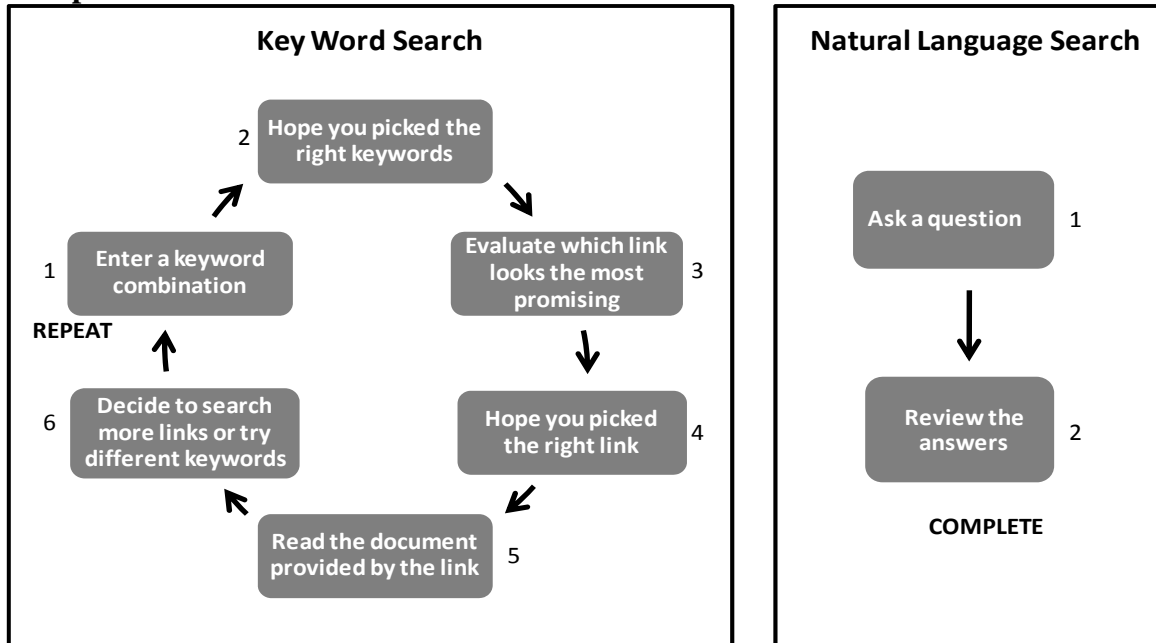 Key Word Search
2
Hope you picked the
right keywords
1
Enter a keyword
combination
Evaluate which link
looks the most
promising
3
REPEAT
6
Decide to search
more links or try
different keywords
Hope you picked
the right link
4
Read the document
provided by the link
5
Natural Language Search
Ask a question
1
Review the
answers
2
COMPLETE